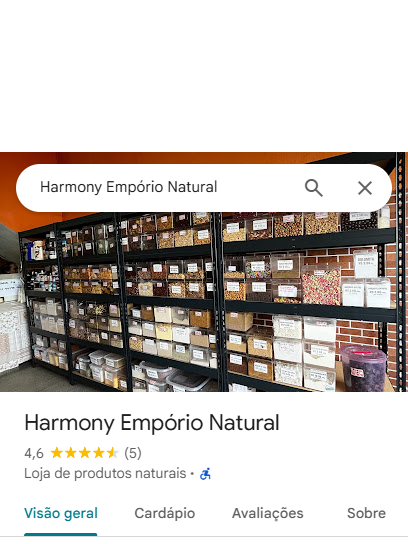 Harmony Empório Natural
Harmony Empório Natural
4,6 (5)
Loja de produtos naturais •
Visão geral Cardápio Avaliações Sobre